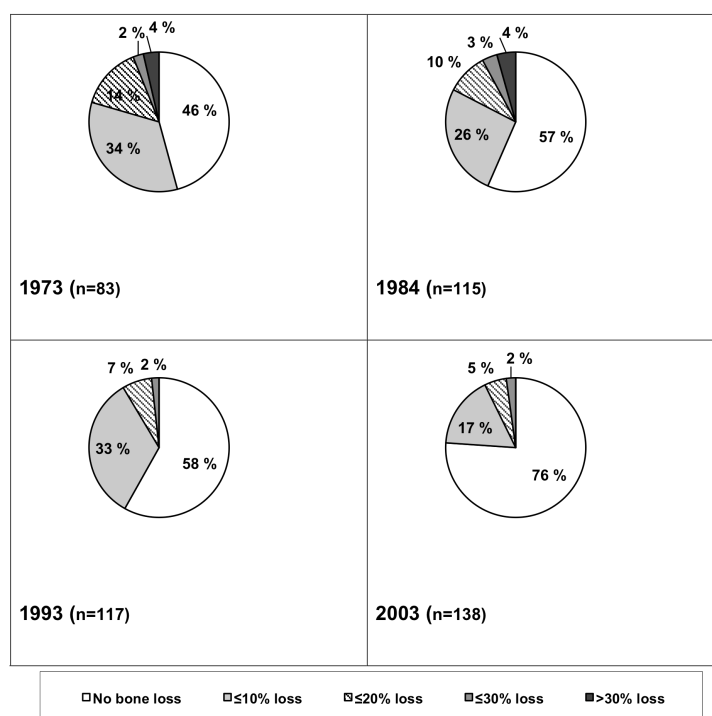 2 % 4 %
14 %
46 %
34 %
1973 (n=83)
3 % 4 %
10 %
26 %
57 %
1984 (n=115)
7 % 2 %
33 %
58 %
1993 (n=117)
5 % 2 %
17 %
76 %
2003 (n=138)
No bone loss ≤10% loss ≤20% loss ≤30% loss >30% loss